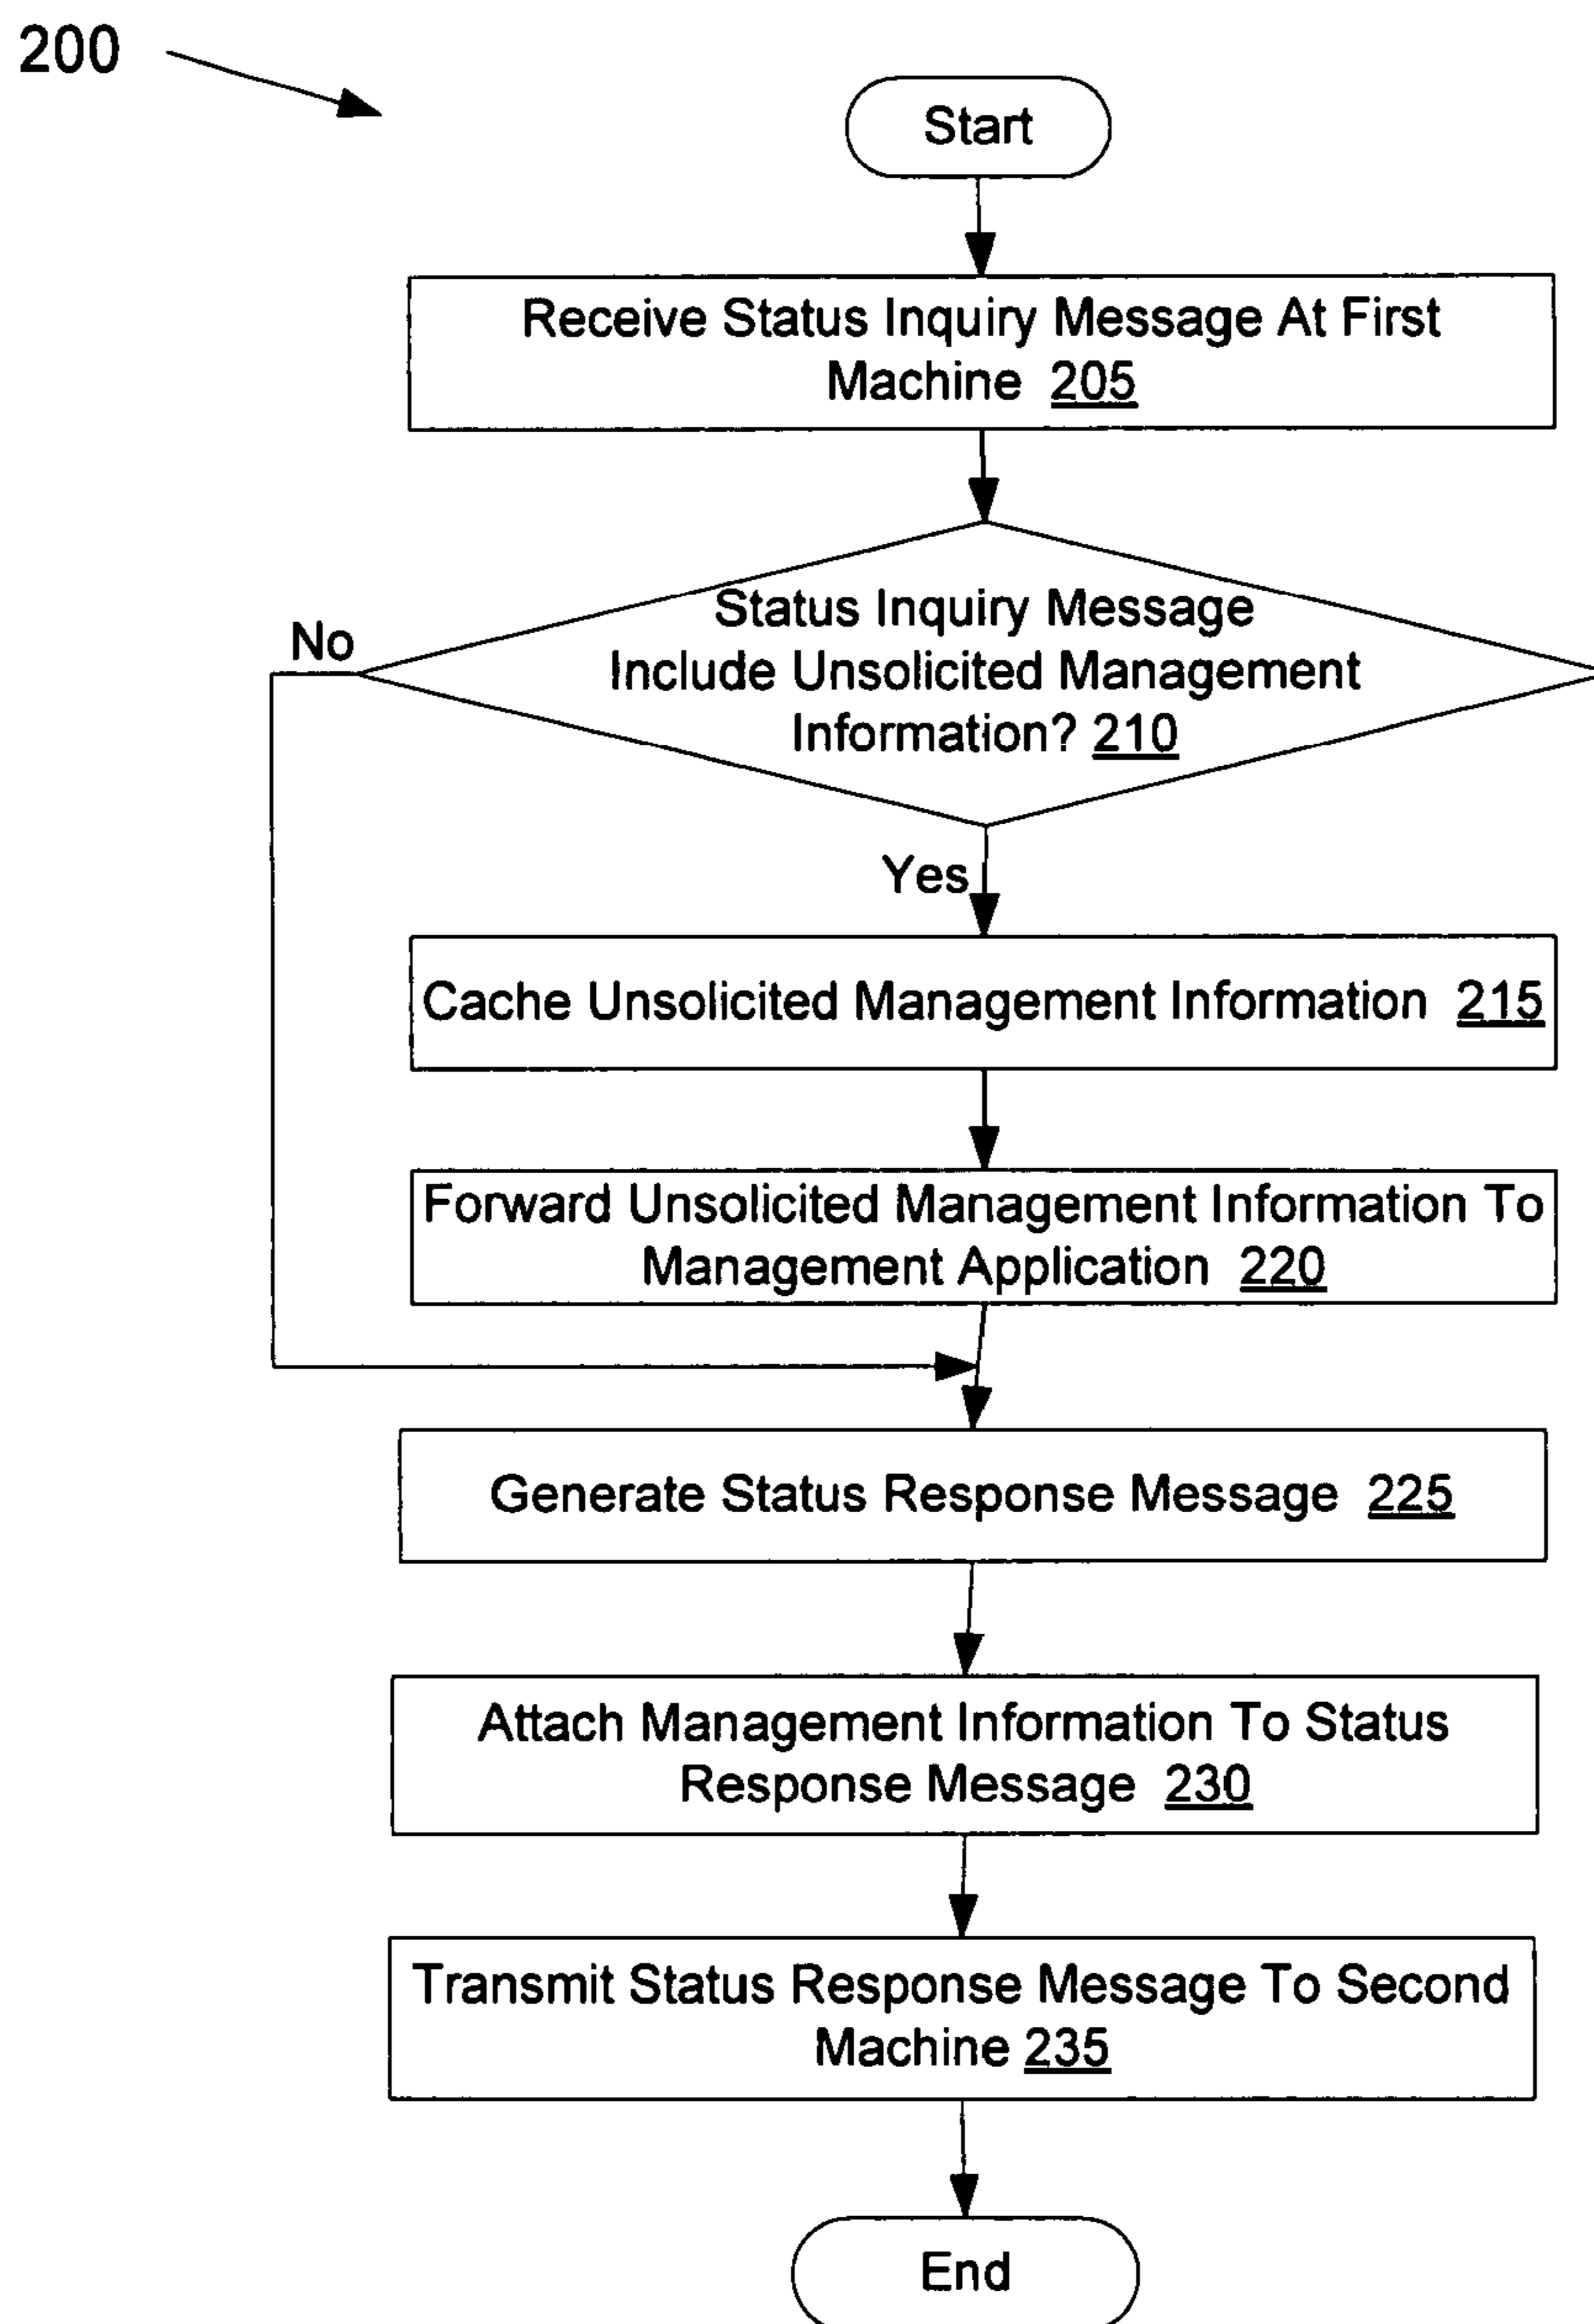 200
Start
Receive Status Inquiry Message At First
Machine 205
Status Inquiry Message
Include Unsolicited Management
Information? 210
No
Yes
Cache Unsolicited Management Information 215
Forward Unsolicited Management Information To
Management Application 220
Generate Status Response Message 225
Attach Management Information To Status
Response Message 230
Transmit Status Response Message To Second
Machine 235
End